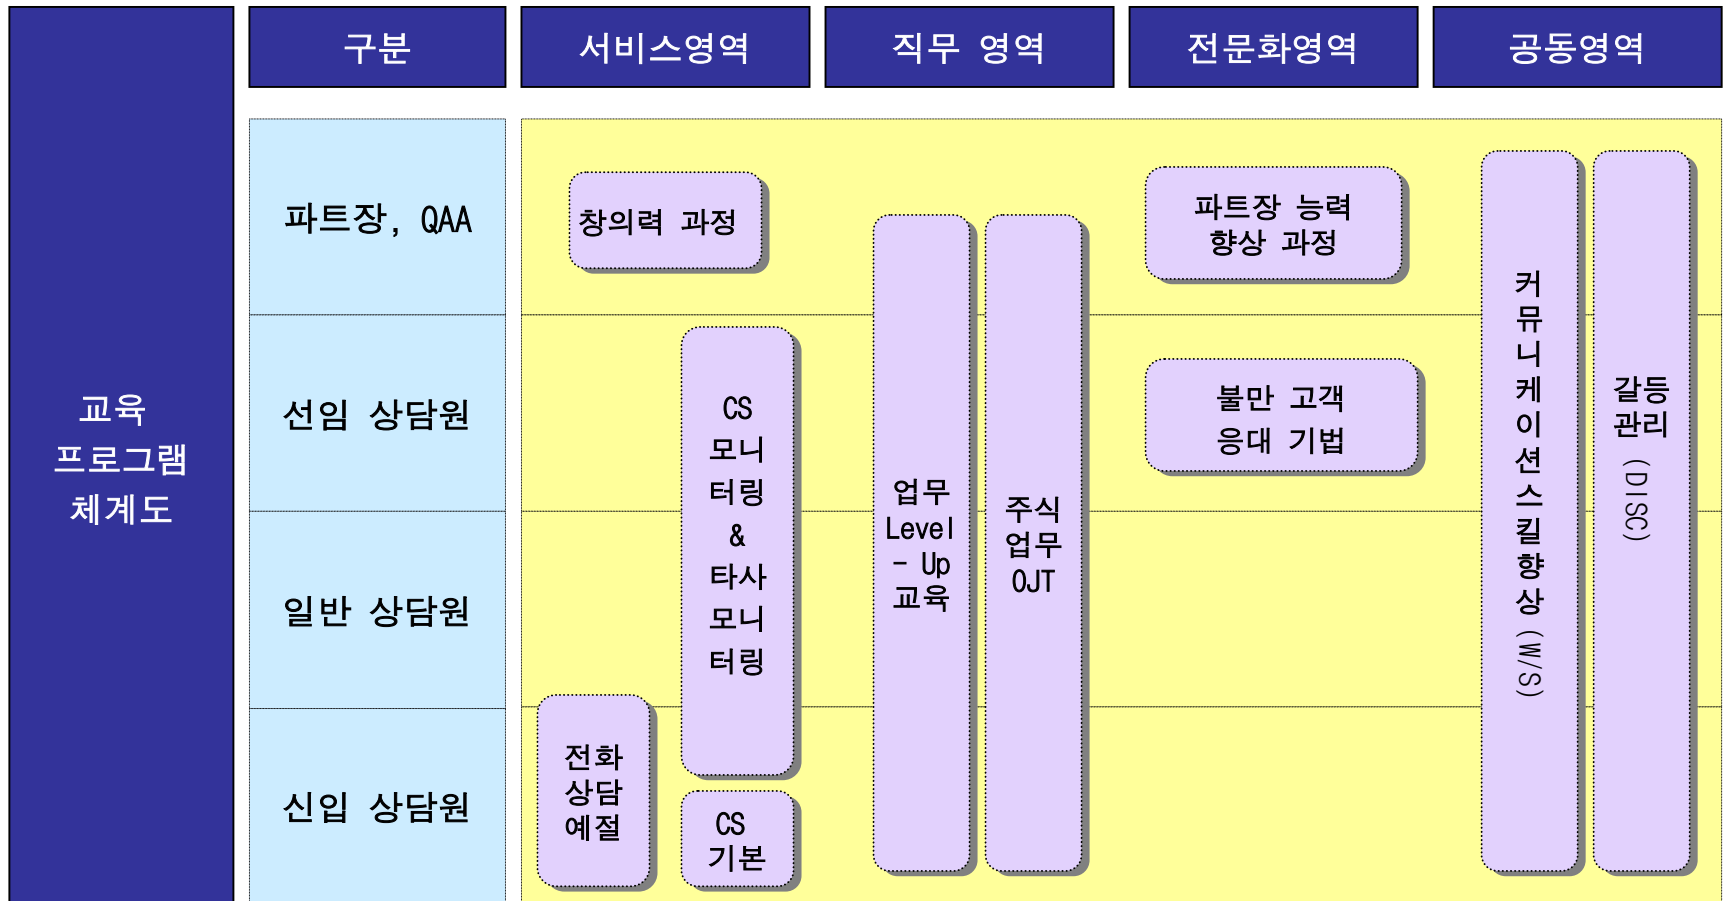 교육
프로그램
체계도
구분
서비스영역
직무 영역
전문화영역
공동영역
파트장, QAA
선임 상담원
일반 상담원
신입 상담원
창의력 과정
CS
모니
터링
&
타사
모니
터링
전화
상담
예절
CS
기본
업무
Level
- Up
교육
주식
업무
OJT
파트장 능력
향상 과정
불만 고객
응대 기법
커뮤니케이션스킬향상(W/S)
갈등
관리
(DISC)